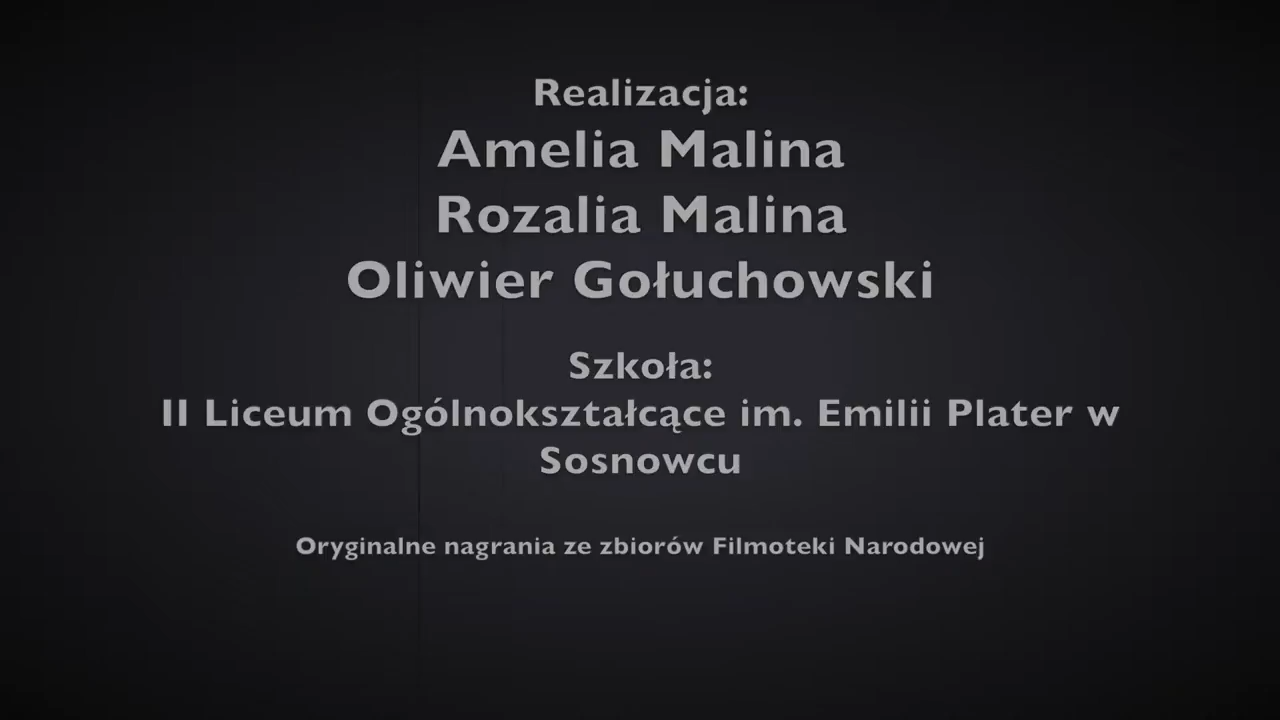 Realizacja:
Amelia Malina
Rozalia Malina
Oliwier Gołuchowski
Szkoła:
II Liceum Ogólnokształcące im. Emilii Plater w
Sosnowcu
Oryginalne nagrania ze zbiorów Filmoteki Narodowej